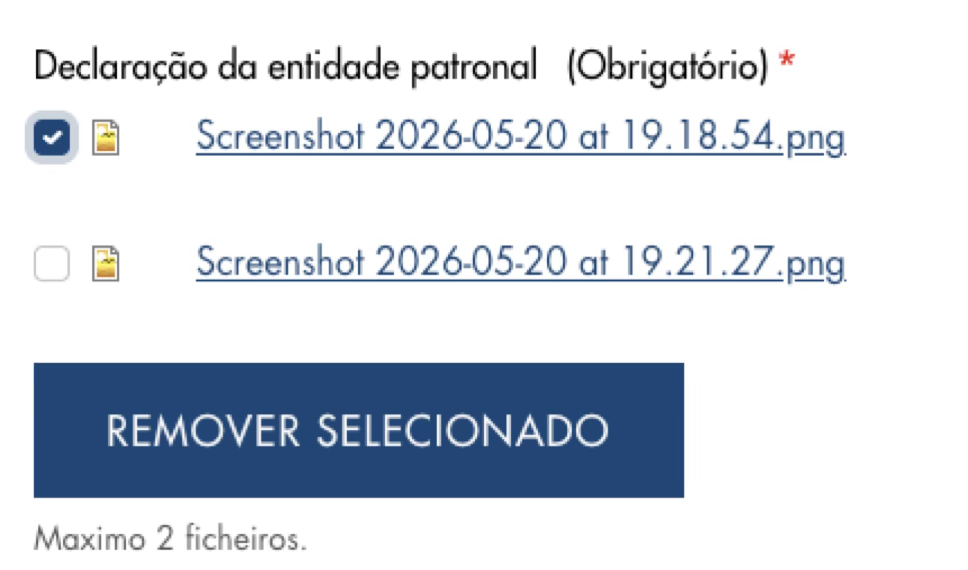 Declaração da entidade patronal (Obrigatório) *
Screenshot 2026-05-20 at 19.18.54.png
Screenshot 2026-05-20 at 19.21.27.png
REMOVER SELECIONADO
Maximo 2 ficheiros.